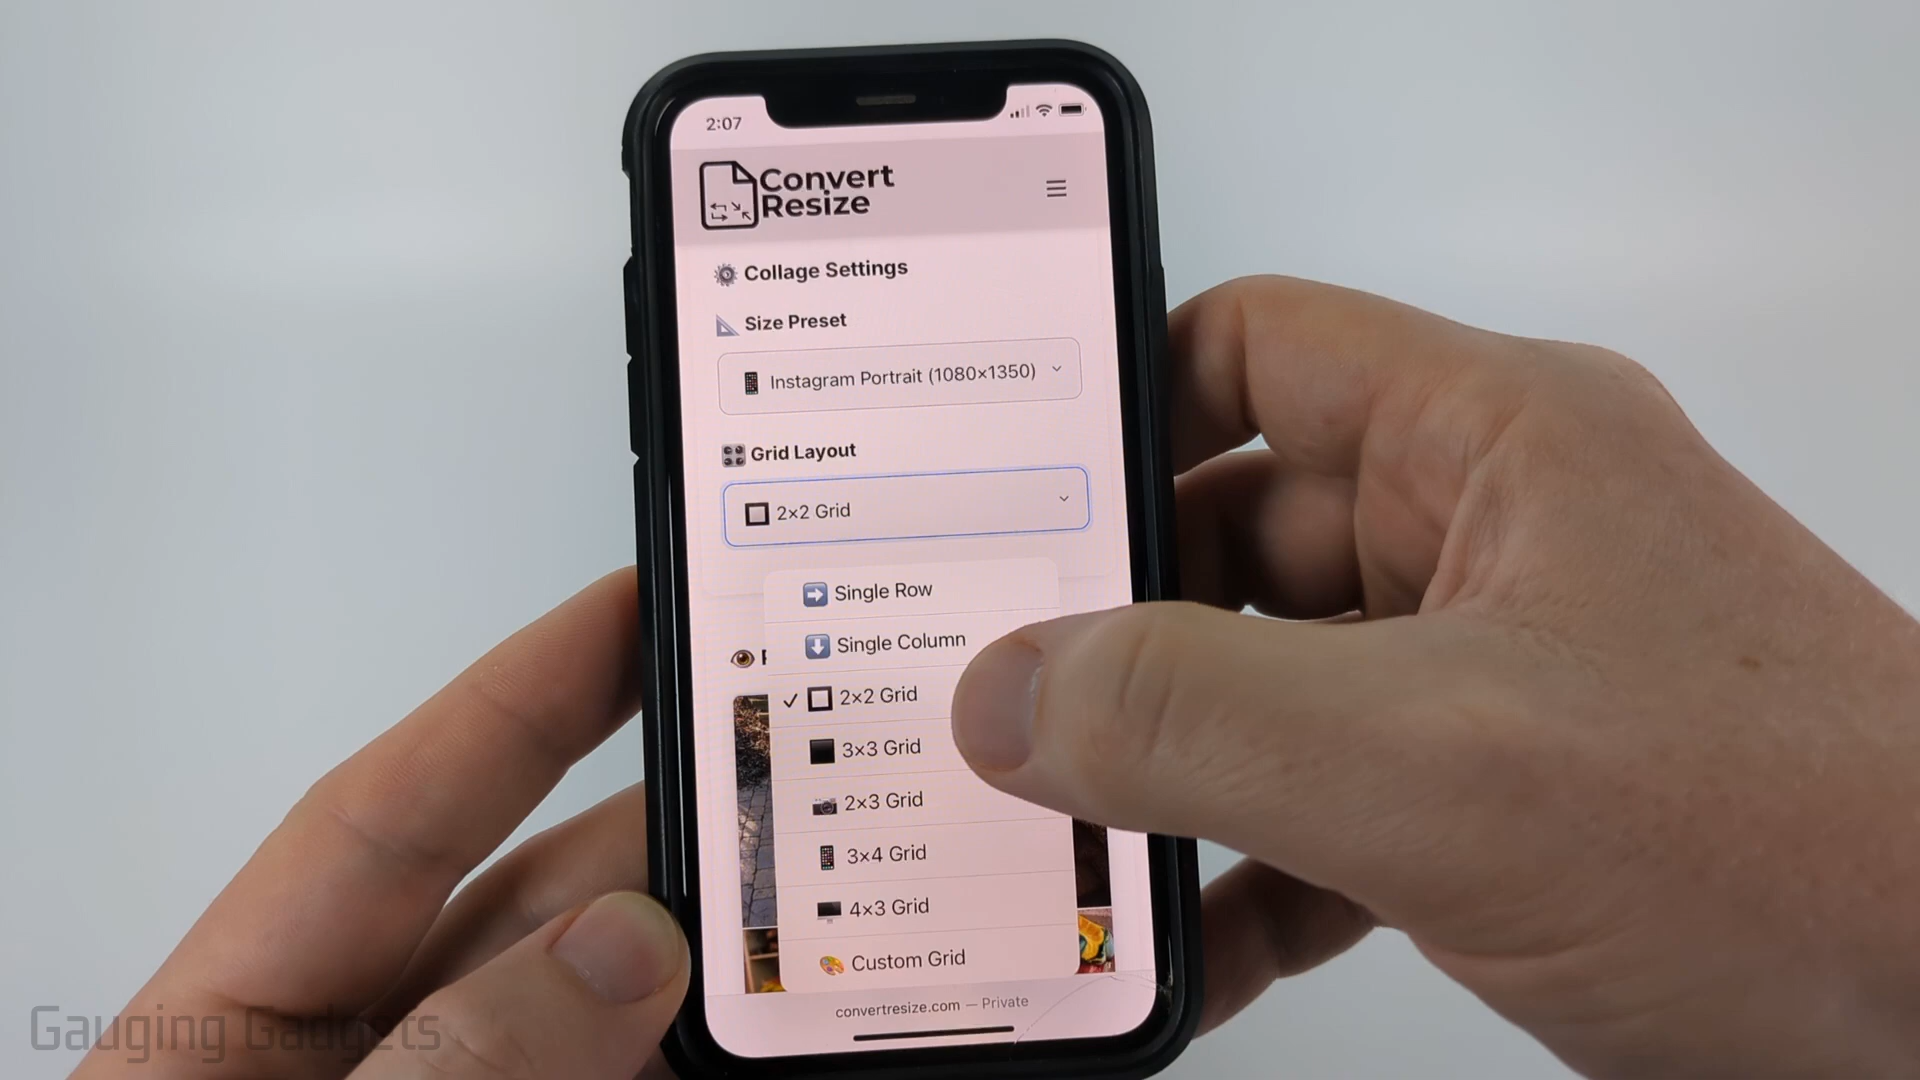 2:07
Convert
Resize
Collage Settings
Size Preset
Instagram Portrait (1080×1350)
Grid Layout
2×2 Grid
Single Row
Single Column
2×2 Grid
3×3 Grid
2×3 Grid
3×4 Grid
4×3 Grid
Custom Grid
convertresize.com — Private
Gauging Gadgets